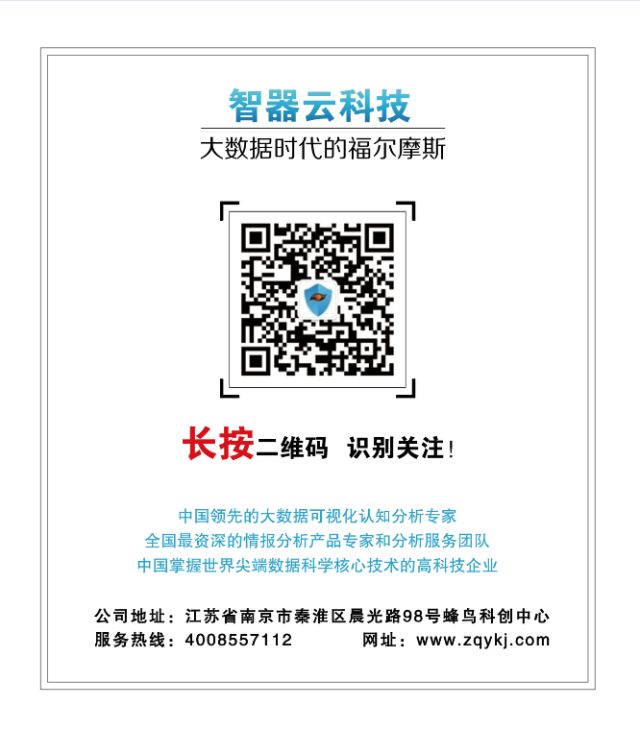 智器云科技
大数据时代的福尔摩斯
长按二维码 识别关注!
中国领先的大数据可视化认知分析专家
全国最资深的情报分析产品专家和分析服务团队
中国掌握世界尖端数据科学核心技术的高科技企业
公司地址：江苏省南京市秦淮区晨光路98号蜂鸟科创中心
服务热线：4008557112 网址：www.zqykj.com